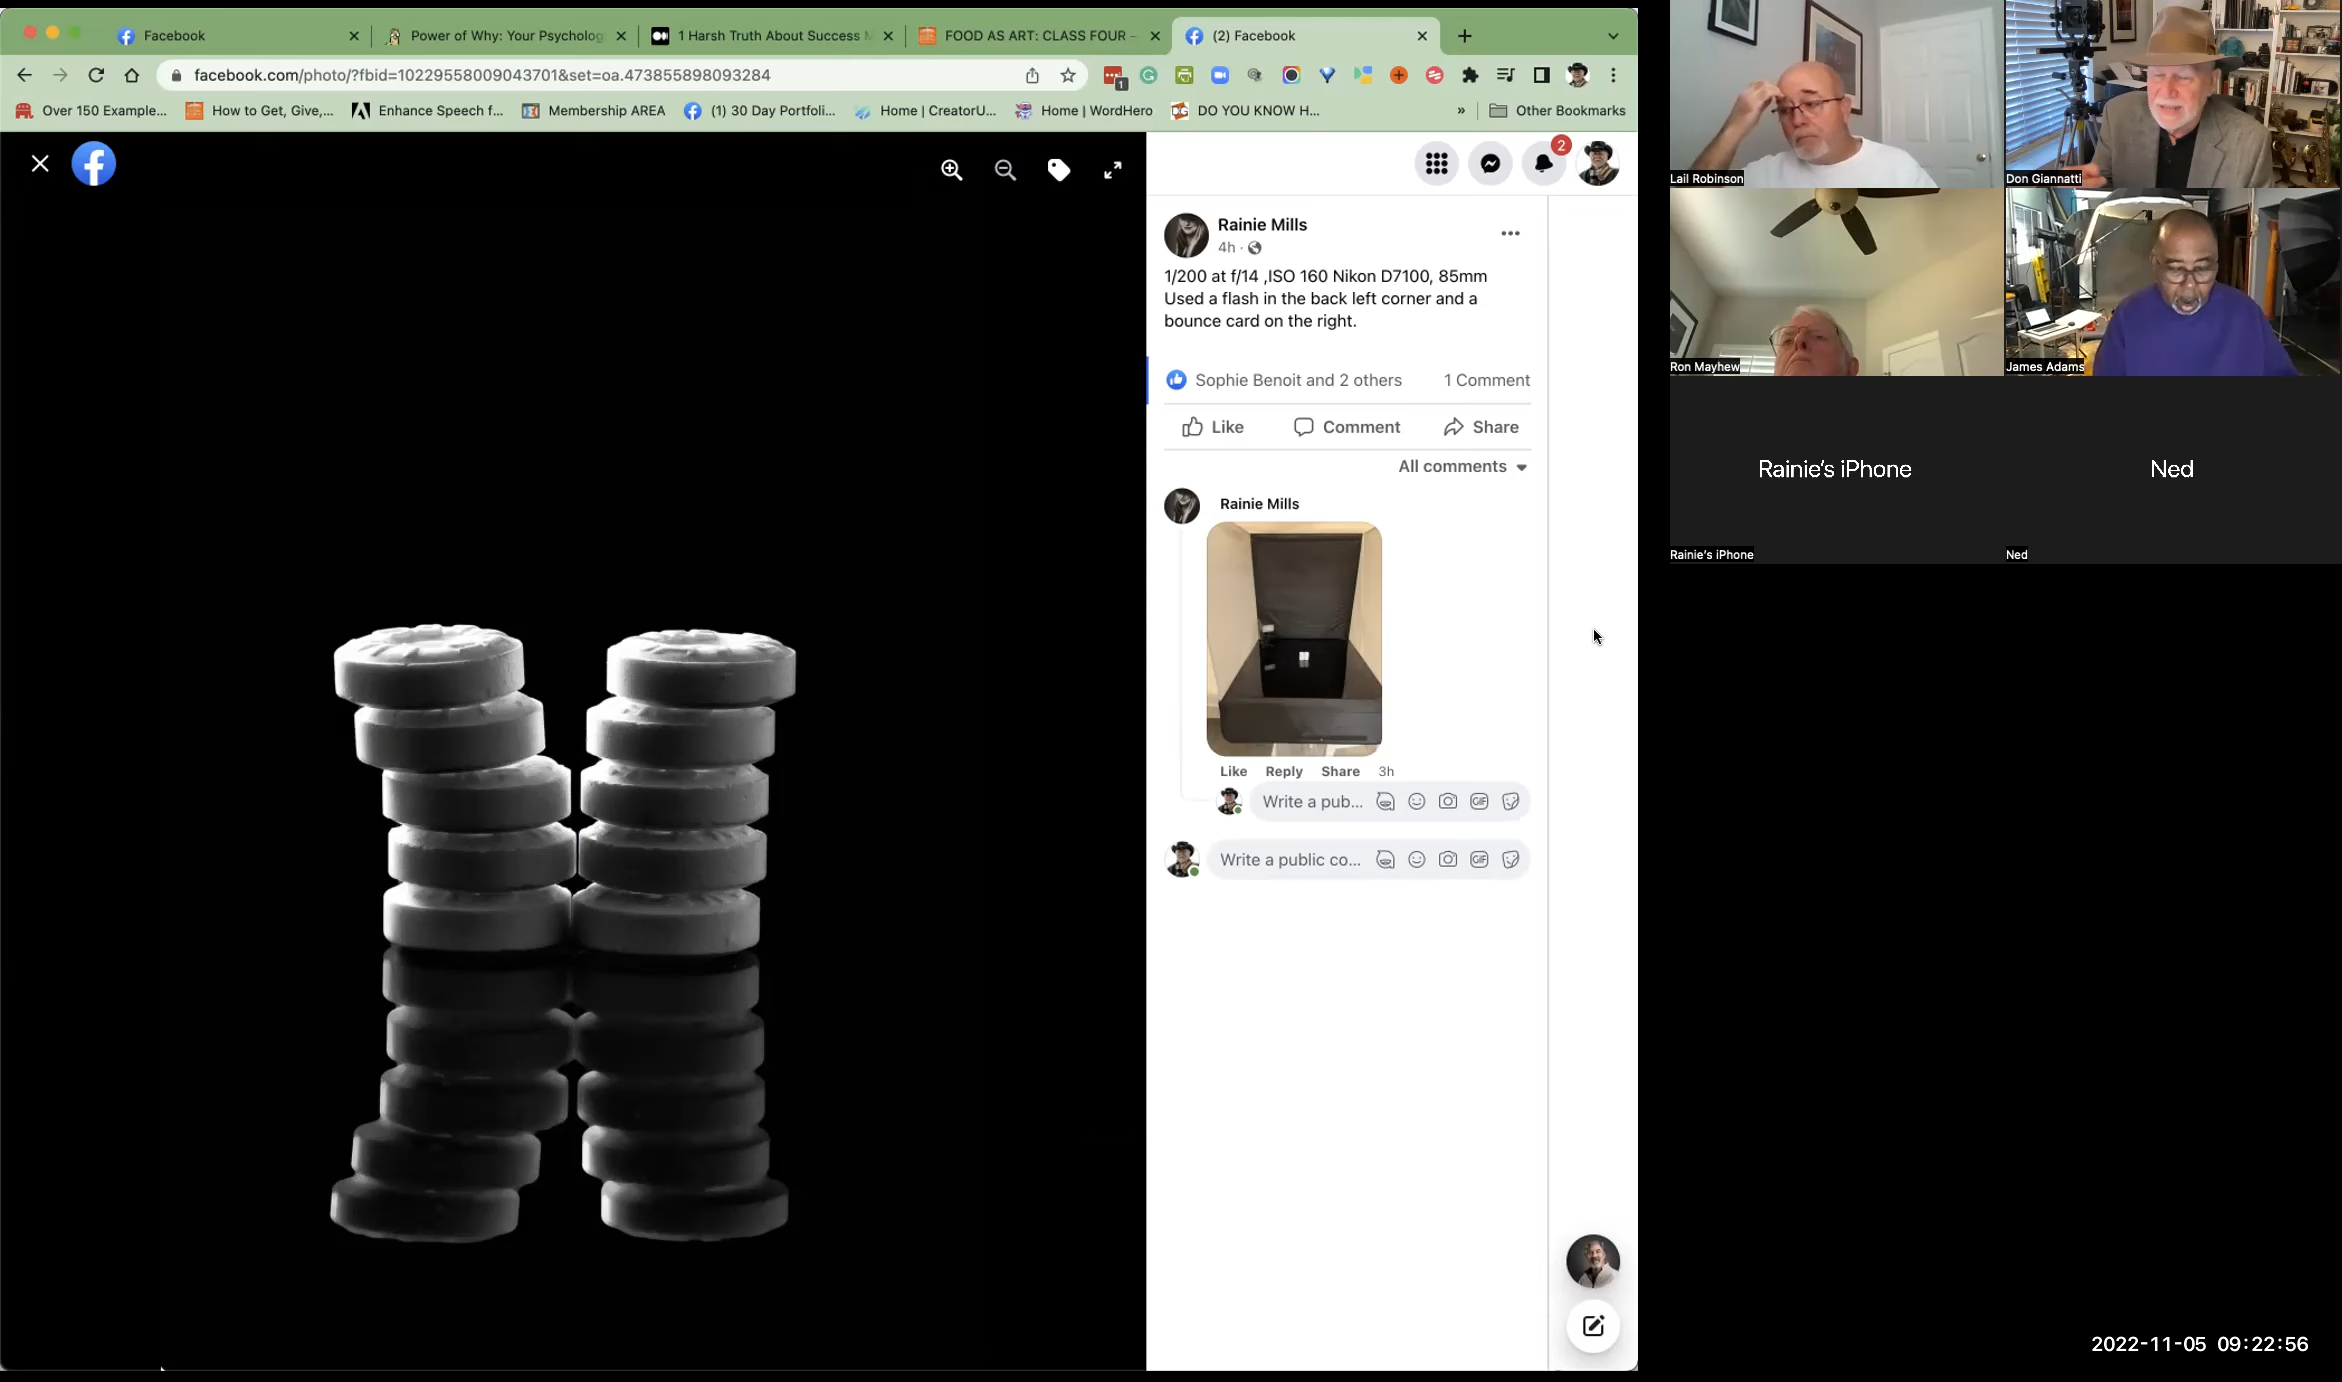 Facebook
Power of Why: Your Psycholog
1 Harsh Truth About Success M
FOOD AS ART: CLASS FOUR –
(2) Facebook
facebook.com/photo/?fbid=10229558009043701&set=oa.473855898093284
1
Over 150 Example...
How to Get, Give,...
Enhance Speech f...
Membership AREA
(1) 30 Day Portfoli...
Home | CreatorU...
Home | WordHero
DO YOU KNOW H...
»
Other Bookmarks
2
Rainie Mills
4h ·
1/200 at f/14 ,ISO 160 Nikon D7100, 85mm
Used a flash in the back left corner and a
bounce card on the right.
Sophie Benoit and 2 others
1 Comment
Like
Comment
Share
All comments
Rainie Mills
Like
Reply
Share
3h
Write a pub...
GIF
Write a public co...
GIF
Lail Robinson
Don Giannatti
Ron Mayhew
James Adams
Rainie's iPhone
Ned
Rainie's iPhone
Ned
2022-11-05 09:22:56